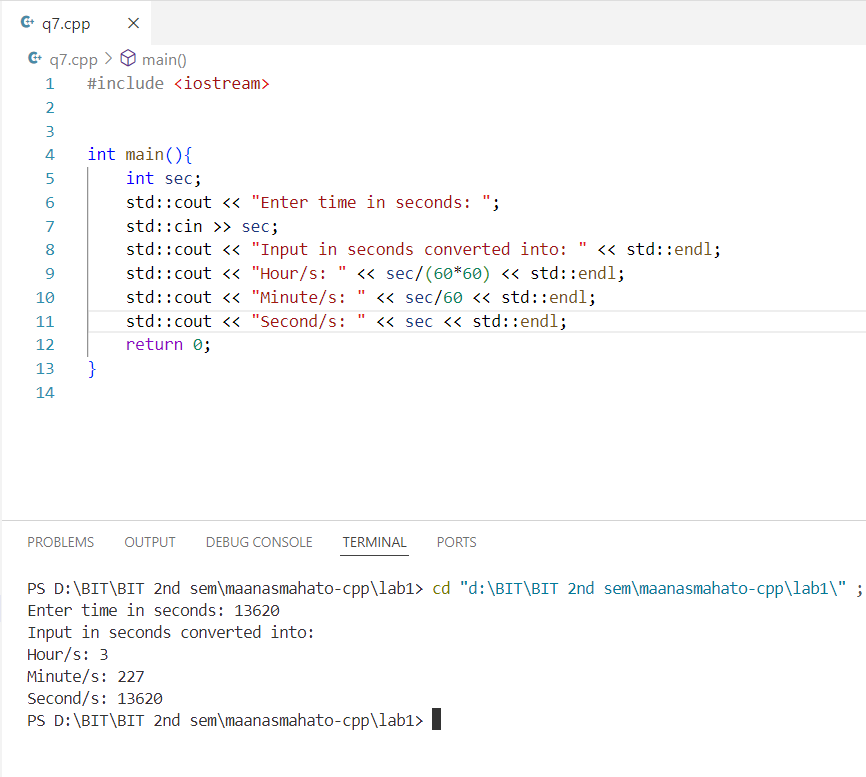 q7.cpp
q7.cpp > main()
1 #include <iostream>
2
3
4 int main(){
5     int sec;
6     std::cout << "Enter time in seconds: ";
7     std::cin >> sec;
8     std::cout << "Input in seconds converted into: " << std::endl;
9     std::cout << "Hour/s: " << sec/(60*60) << std::endl;
10     std::cout << "Minute/s: " << sec/60 << std::endl;
11     std::cout << "Second/s: " << sec << std::endl;
12     return 0;
13 }
14
PROBLEMS OUTPUT DEBUG CONSOLE TERMINAL PORTS
PS D:\BIT\BIT 2nd sem\maanasmahato-cpp\lab1> cd "d:\BIT\BIT 2nd sem\maanasmahato-cpp\lab1\" ;
Enter time in seconds: 13620
Input in seconds converted into:
Hour/s: 3
Minute/s: 227
Second/s: 13620
PS D:\BIT\BIT 2nd sem\maanasmahato-cpp\lab1>